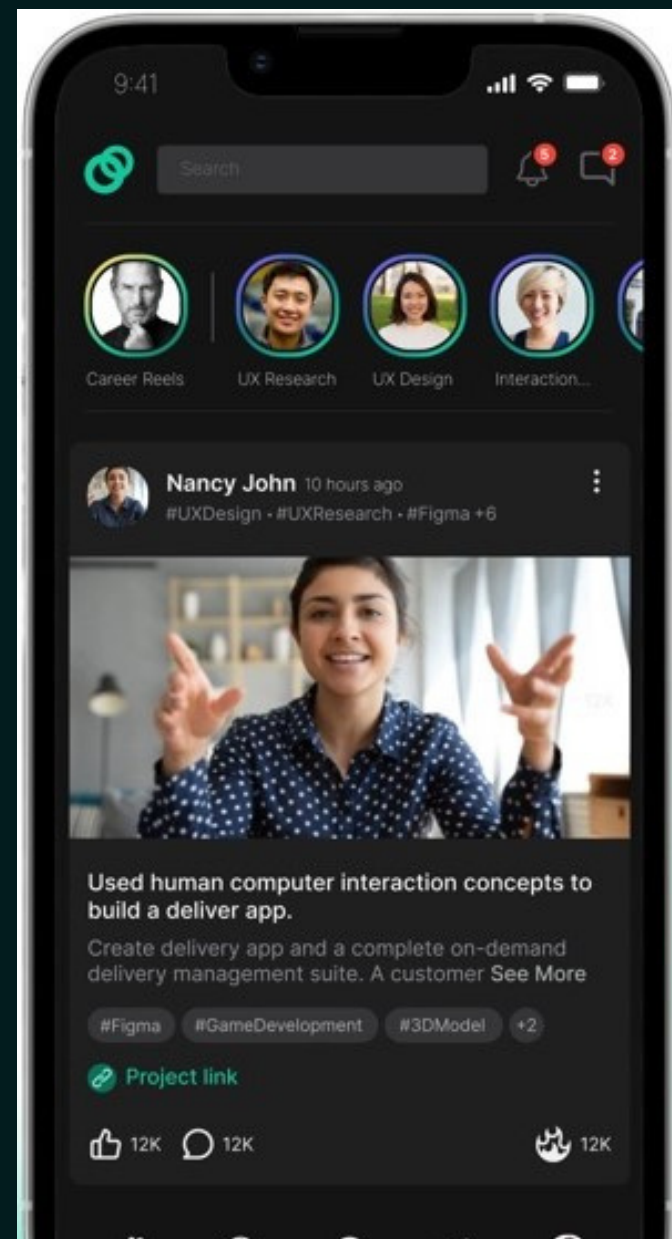 9:41
Search
5
2
Career Reels
UX Research
UX Design
Interaction...
Nancy John 10 hours ago
#UXDesign • #UXResearch • #Figma +6
12K
Used human computer interaction concepts to
build a deliver app.
Create delivery app and a complete on-demand
delivery management suite. A customer See More
#Figma #GameDevelopment #3DModel +2
Project link
12K 12K 12K